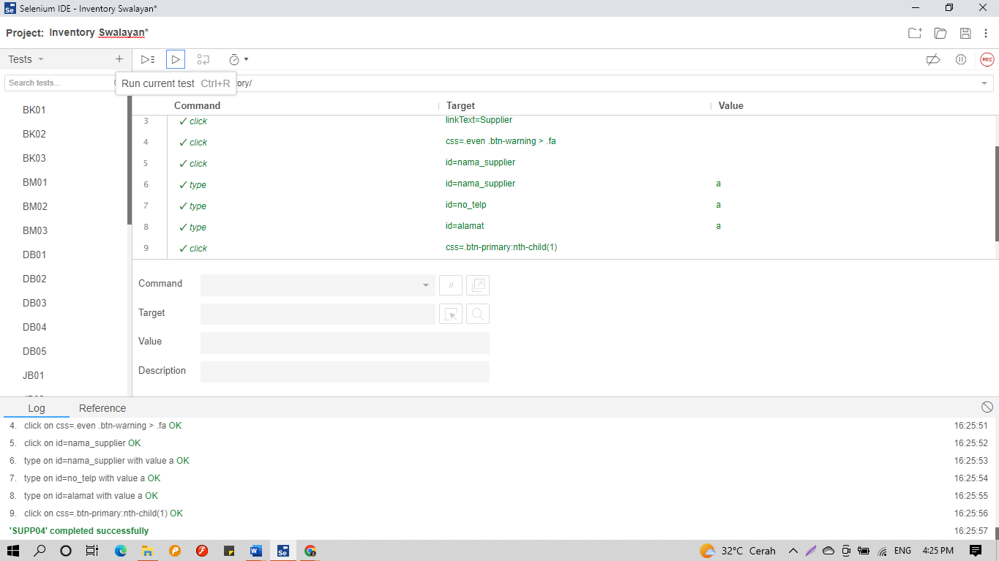 Selenium IDE - Inventory Swalayan*
Project: Inventory Swalayan*
Tests
REC
Search tests...
Run current test Ctrl+R
ory/
Command Target Value
BK01
BK02
BK03
BM01
BM02
BM03
DB01
DB02
DB03
DB04
DB05
JB01
3 ✓ click linkText=Supplier
4 ✓ click css=.even .btn-warning > .fa
5 ✓ click id=nama_supplier
6 ✓ type id=nama_supplier a
7 ✓ type id=no_telp a
8 ✓ type id=alamat a
9 ✓ click css=.btn-primary:nth-child(1)
Command //
Target
Value
Description
Log Reference
4. click on css=.even .btn-warning > .fa OK 16:25:51
5. click on id=nama_supplier OK 16:25:52
6. type on id=nama_supplier with value a OK 16:25:53
7. type on id=no_telp with value a OK 16:25:54
8. type on id=alamat with value a OK 16:25:55
9. click on css=.btn-primary:nth-child(1) OK 16:25:56
'SUPP04' completed successfully 16:25:57
32°C Cerah ENG 4:25 PM